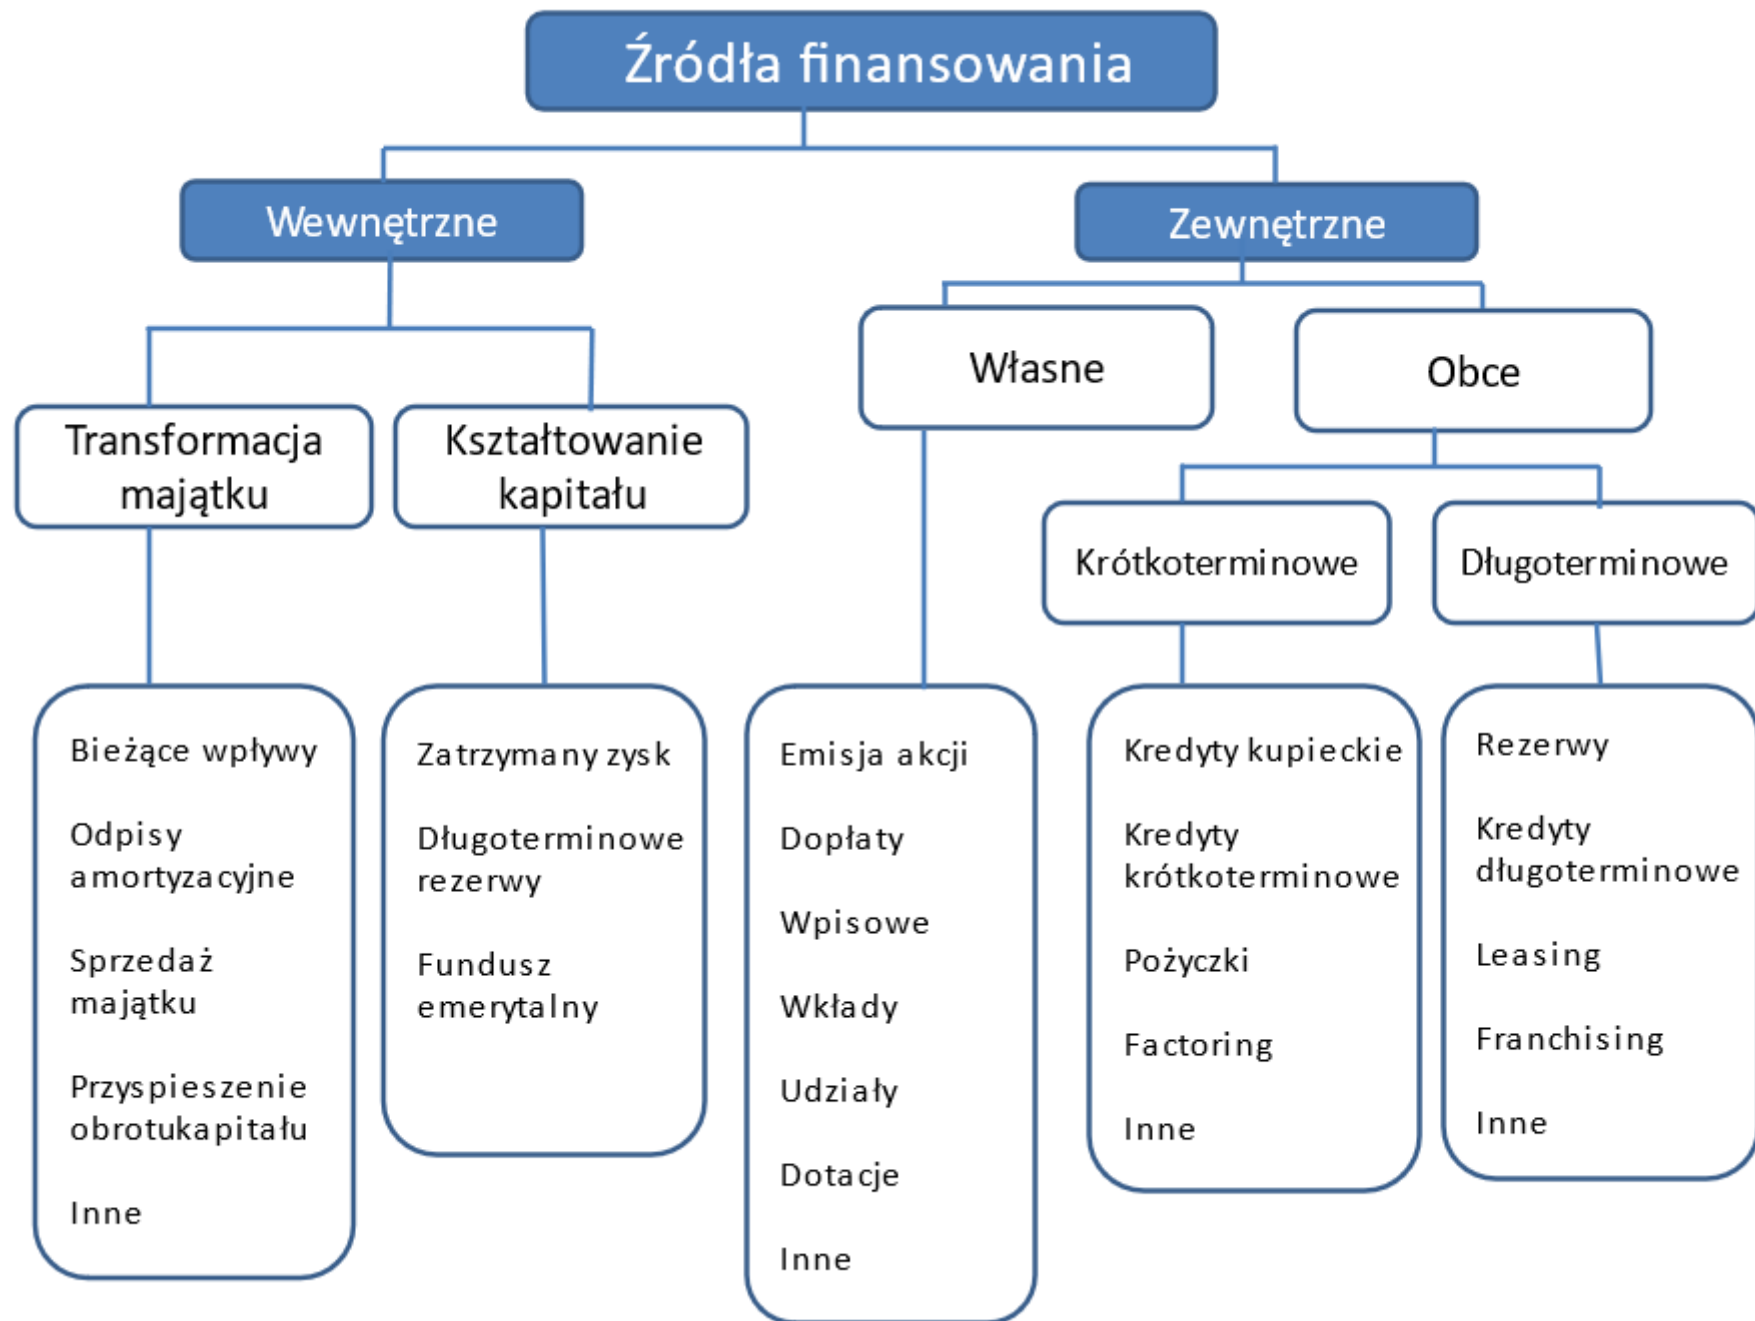 Źródła finansowania
Wewnętrzne
Zewnętrzne
Własne
Obce
Transformacja
majątku
Kształtowanie
kapitału
Krótkoterminowe
Długoterminowe
Bieżące wpływy
Odpisy
amortyzacyjne
Sprzedaż
majątku
Przyspieszenie
obrotukapitału
Inne
Zatrzymany zysk
Długoterminowe
rezerwy
Fundusz
emerytalny
Emisja akcji
Dopłaty
Wpisowe
Wkłady
Udziały
Dotacje
Inne
Kredyty kupieckie
Kredyty
krótkoterminowe
Pożyczki
Factoring
Inne
Rezerwy
Kredyty
długoterminowe
Leasing
Franchising
Inne